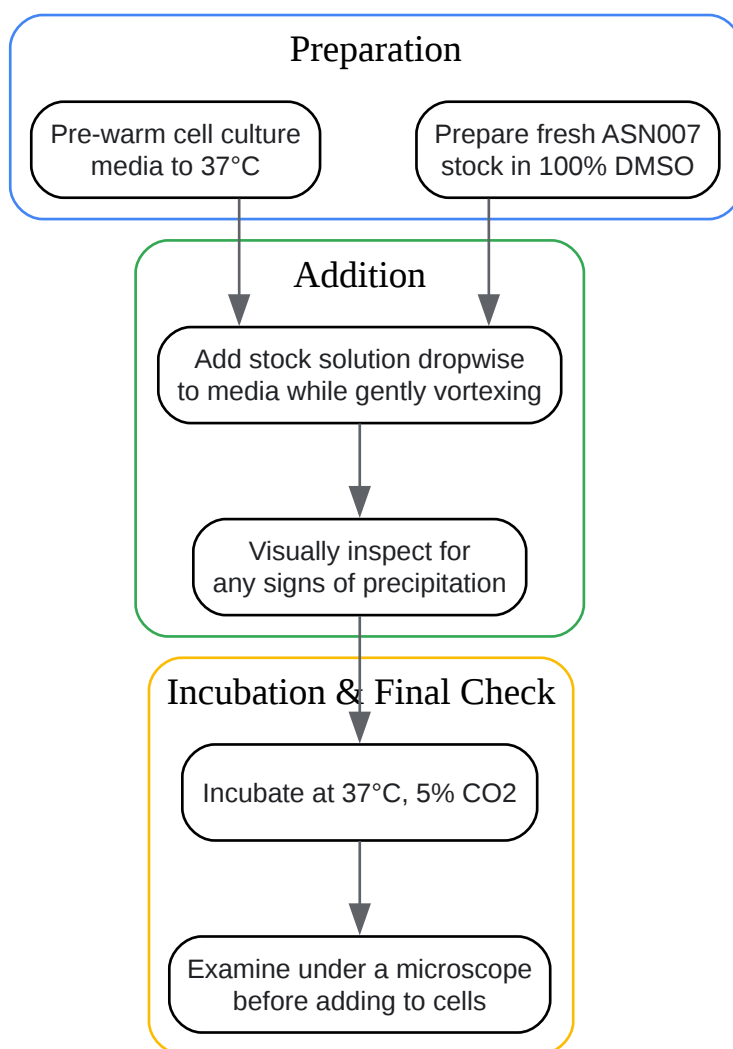 Preparation
Pre-warm cell culture
media to 37°C
Prepare fresh ASN007
stock in 100% DMSO
Addition
Add stock solution dropwise
to media while gently vortexing
Visually inspect for
any signs of precipitation
Incubation & Final Check
Incubate at 37°C, 5% CO2
Examine under a microscope
before adding to cells